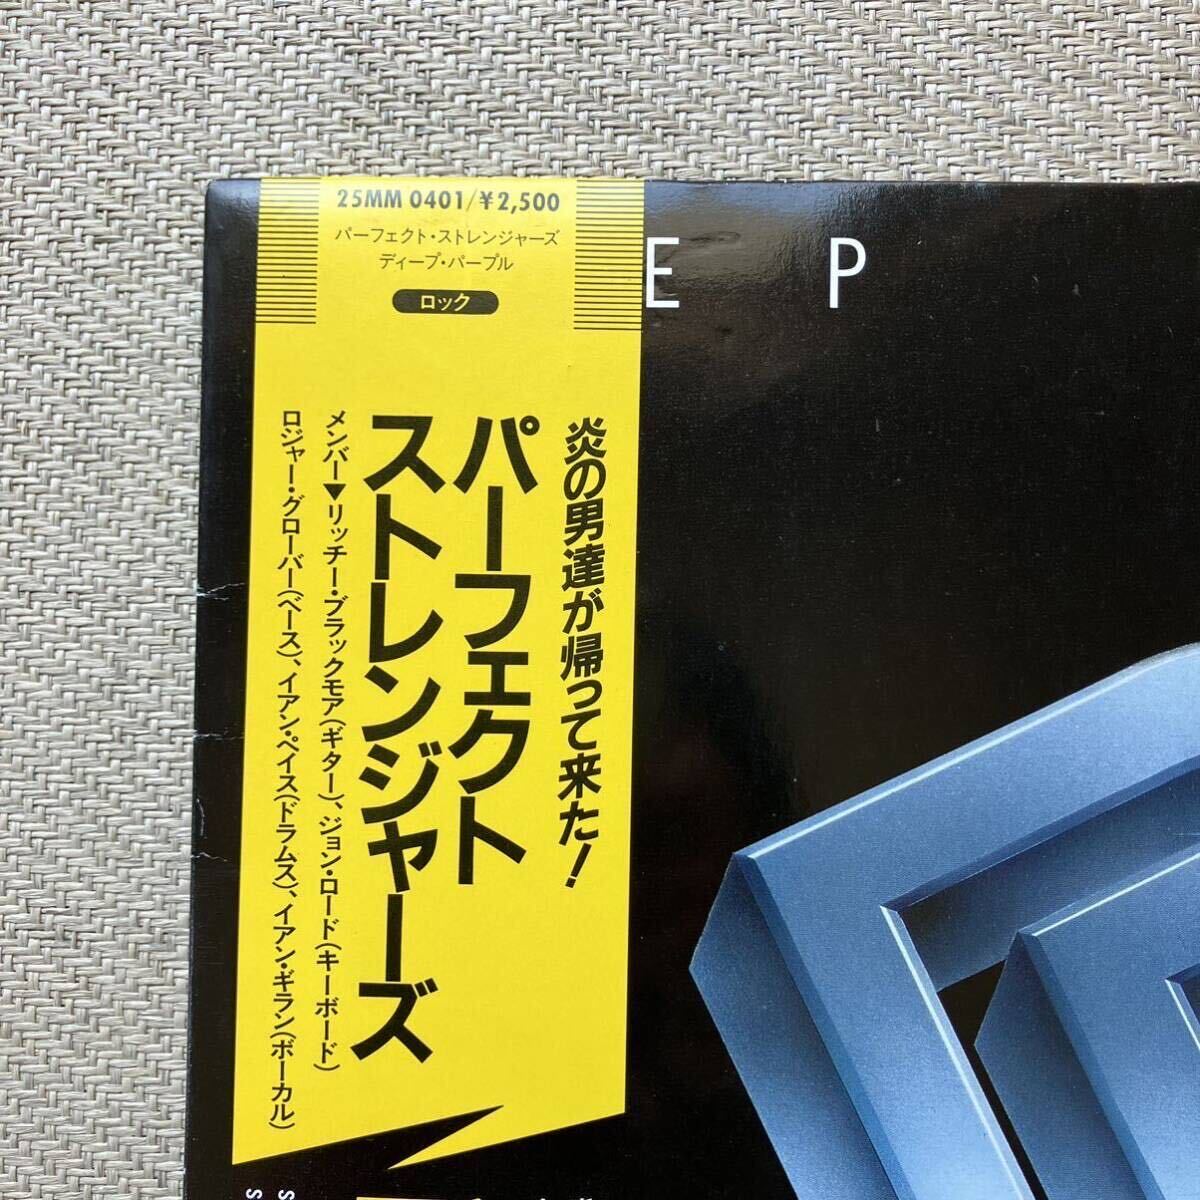 25MM 0401/¥2,500
パーフェクト・ストレンジャーズ
ディープ・パープル
ロック
E P
炎の男達が帰って来た!
パーフェクト
ストレンジャーズ
メンバー▼リッチー・ブラックモア(ギター)、ジョン・ロード(キーボード)
ロジャー・グローバー(ベース)、イアン・ペイス(ドラムス)、イアン・ギラン(ボーカル)